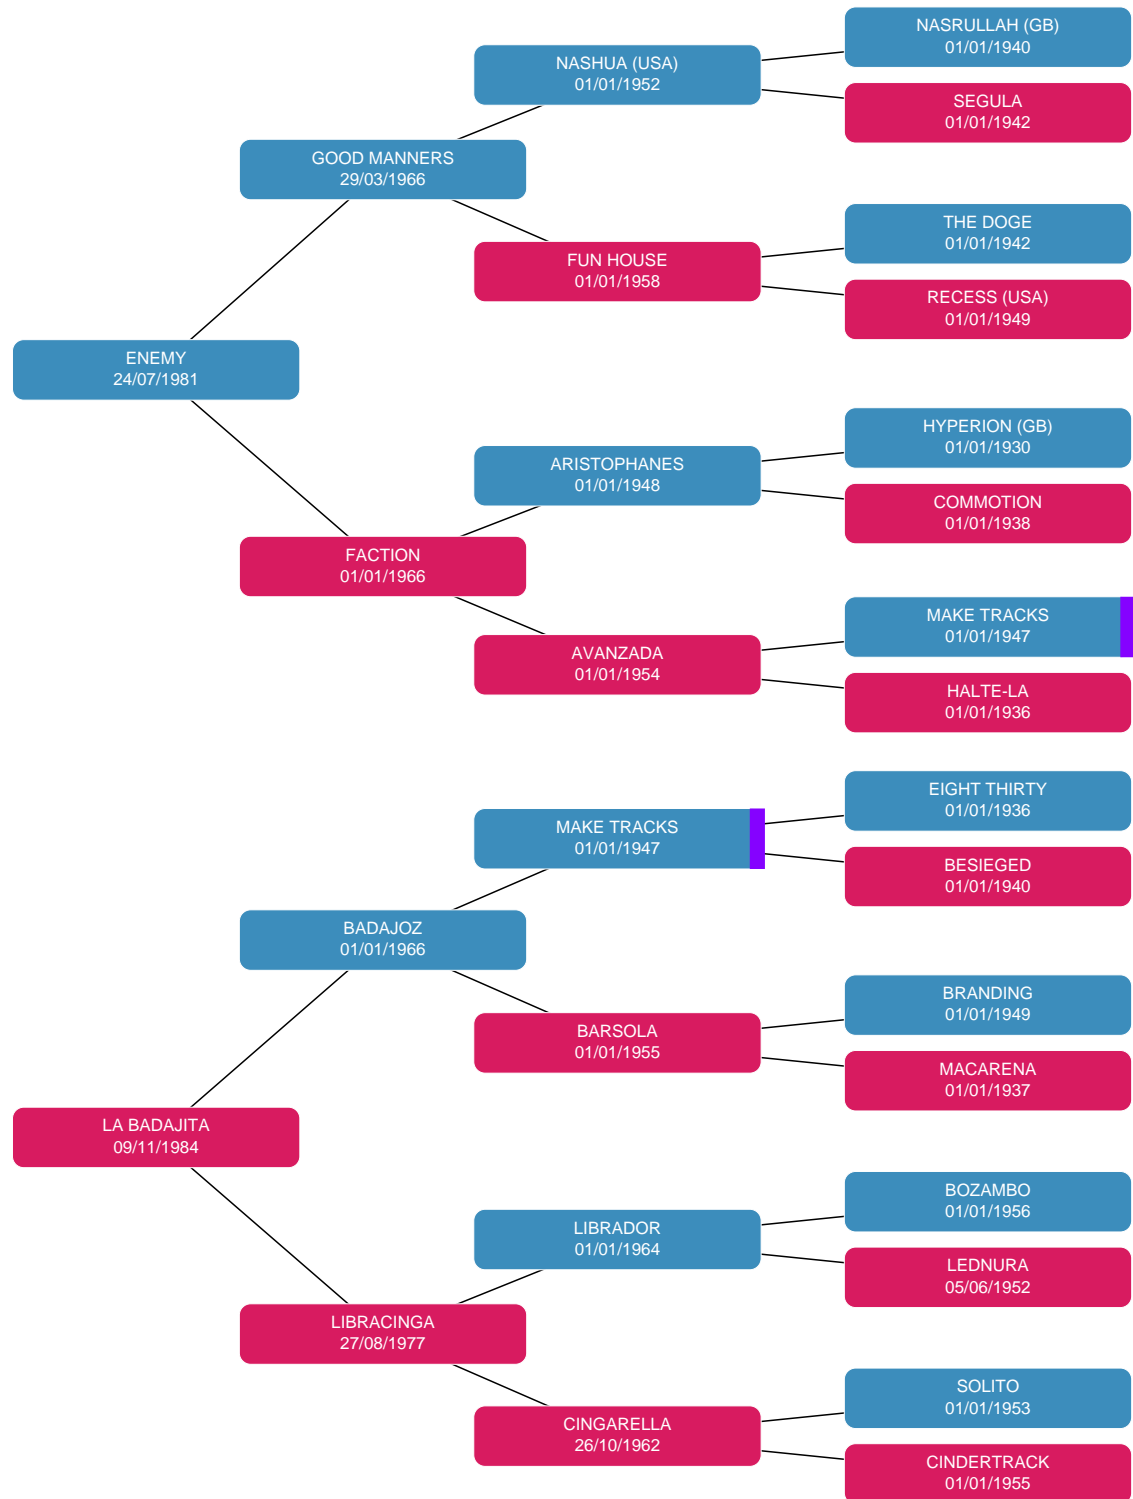 NASRULLAH (GB)
01/01/1940
NASHUA (USA)
01/01/1952
SEGULA
01/01/1942
GOOD MANNERS
29/03/1966
THE DOGE
01/01/1942
FUN HOUSE
01/01/1958
RECESS (USA)
01/01/1949
ENEMY
24/07/1981
HYPERION (GB)
01/01/1930
ARISTOPHANES
01/01/1948
COMMOTION
01/01/1938
FACTION
01/01/1966
MAKE TRACKS
01/01/1947
AVANZADA
01/01/1954
HALTE-LA
01/01/1936
EIGHT THIRTY
01/01/1936
MAKE TRACKS
01/01/1947
BESIEGED
01/01/1940
BADAJOZ
01/01/1966
BRANDING
01/01/1949
BARSOLA
01/01/1955
MACARENA
01/01/1937
LA BADAJITA
09/11/1984
BOZAMBO
01/01/1956
LIBRADOR
01/01/1964
LEDNURA
05/06/1952
LIBRACINGA
27/08/1977
SOLITO
01/01/1953
CINGARELLA
26/10/1962
CINDERTRACK
01/01/1955